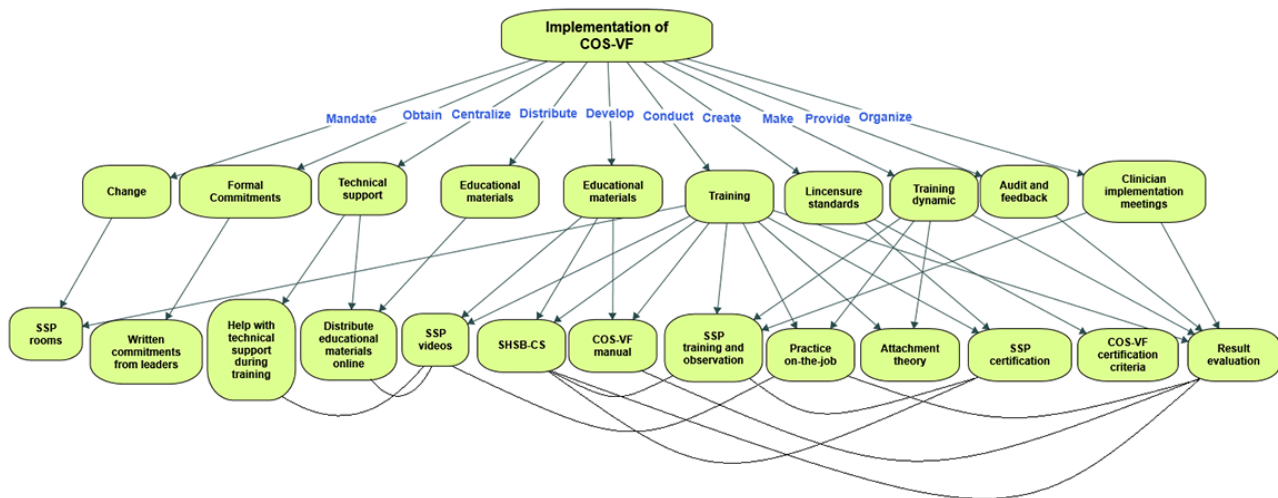 Implementation of
COS-VF
Mandate
Obtain
Centralize
Distribute
Develop
Conduct
Create
Make
Provide
Organize
Change
Formal
Commitments
Technical
support
Educational
materials
Educational
materials
Training
Lincensure
standards
Training
dynamic
Audit and
feedback
Clinician
implementation
meetings
SSP
rooms
Written
commitments
from leaders
Help with
technical
support
during
training
Distribute
educational
materials
online
SSP
videos
SHSB-CS
COS-VF
manual
SSP
training and
observation
Practice
on-the-job
Attachment
theory
SSP
certification
COS-VF
certification
criteria
Result
evaluation